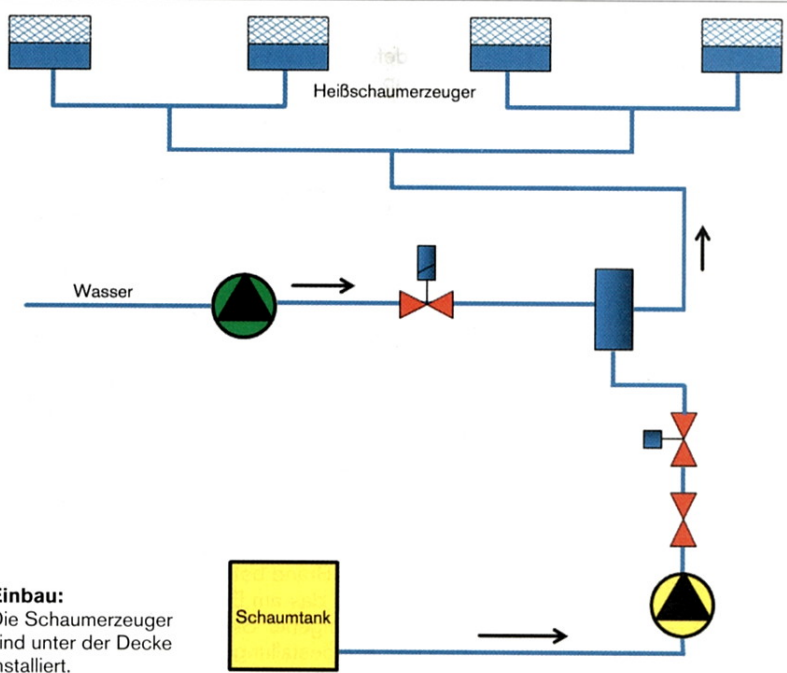 Heißschaumerzeuger
Wasser
Schaumtank
Einbau:
Die Schaumerzeuger
sind unter der Decke
installiert.